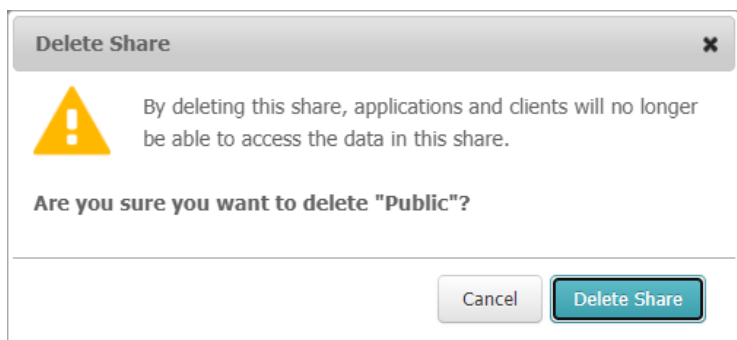 Delete Share
By deleting this share, applications and clients will no longer
be able to access the data in this share.
Are you sure you want to delete "Public"?
Cancel Delete Share